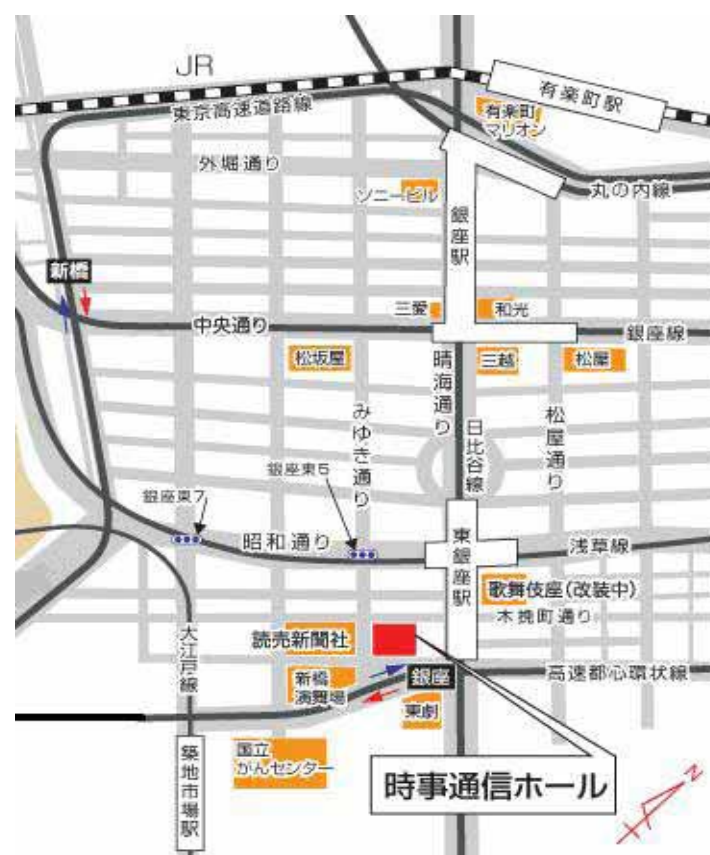 JR
有楽町駅
東京高速道路線
有楽町
マリオン
外堀通り
丸の内線
ソニービル
銀座駅
新橋
三愛
和光
中央通り
銀座線
松坂屋
晴海通り
三越
松屋
みゆき通り
日比谷線
松屋通り
銀座東7
銀座東6
昭和通り
東銀座駅
浅草線
歌舞伎座(改装中)
木挽町通り
大江戸線
読売新聞社
新橋
演舞場
銀座
高速都心環状線
東劇
築地市場駅
国立
がんセンター
時事通信ホール
N